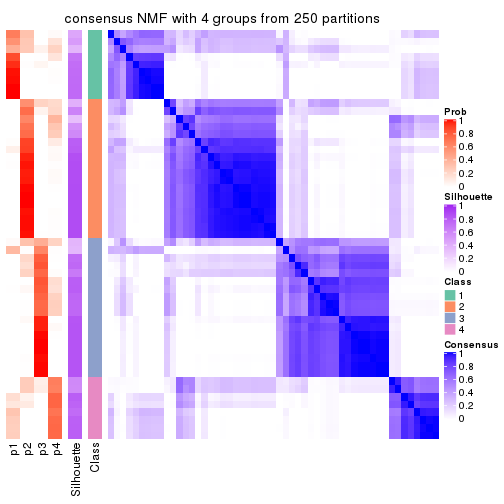 consensus NMF with 4 groups from 250 partitions
Prob
1
0.8
0.6
0.4
0.2
0
Silhouette
1
0.8
0.6
0.4
0.2
0
Class
1
2
3
4
Consensus
1
0.8
0.6
0.4
0.2
0
p1
p2
p3
p4
Silhouette
Class